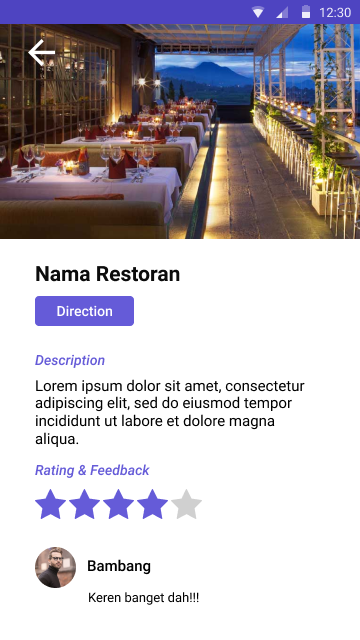 12:30
Nama Restoran
Direction
Description
Lorem ipsum dolor sit amet, consectetur
adipiscing elit, sed do eiusmod tempor
incididunt ut labore et dolore magna
aliqua.
Rating & Feedback
Bambang
Keren banget dah!!!